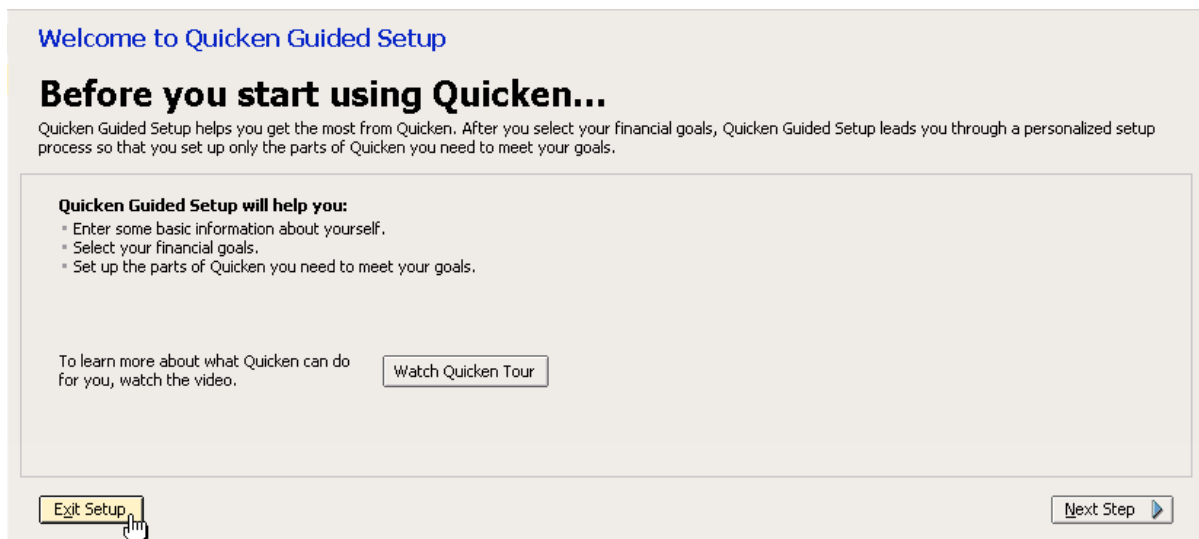 Welcome to Quicken Guided Setup
Before you start using Quicken...
Quicken Guided Setup helps you get the most from Quicken. After you select your financial goals, Quicken Guided Setup leads you through a personalized setup
process so that you set up only the parts of Quicken you need to meet your goals.
Quicken Guided Setup will help you:
Enter some basic information about yourself.
Select your financial goals.
Set up the parts of Quicken you need to meet your goals.
To learn more about what Quicken can do
for you, watch the video.
Watch Quicken Tour
Exit Setup
Next Step